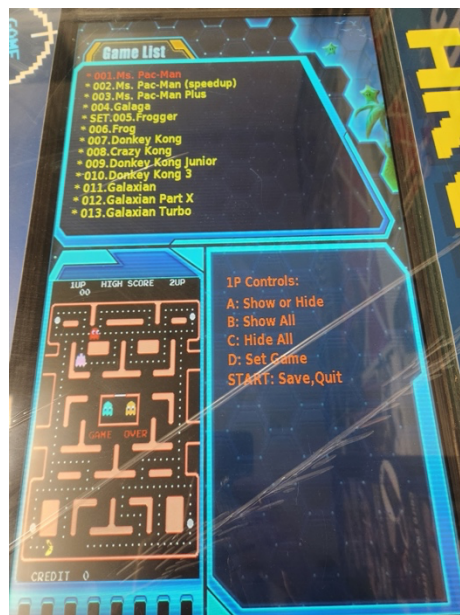 GAME
Game List
* 001.Ms. Pac-Man
* 002.Ms. Pac-Man (speedup)
* 003.Ms. Pac-Man Plus
* 004.Galaga
* SET.005.Frogger
* 006.Frog
* 007.Donkey Kong
* 008.Crazy Kong
* 009.Donkey Kong Junior
* 010.Donkey Kong 3
* 011.Galaxian
* 012.Galaxian Part X
* 013.Galaxian Turbo
1UP HIGH SCORE 2UP
00
GAME OVER
CREDIT 0
1P Controls:
A: Show or Hide
B: Show All
C: Hide All
D: Set Game
START: Save,Quit